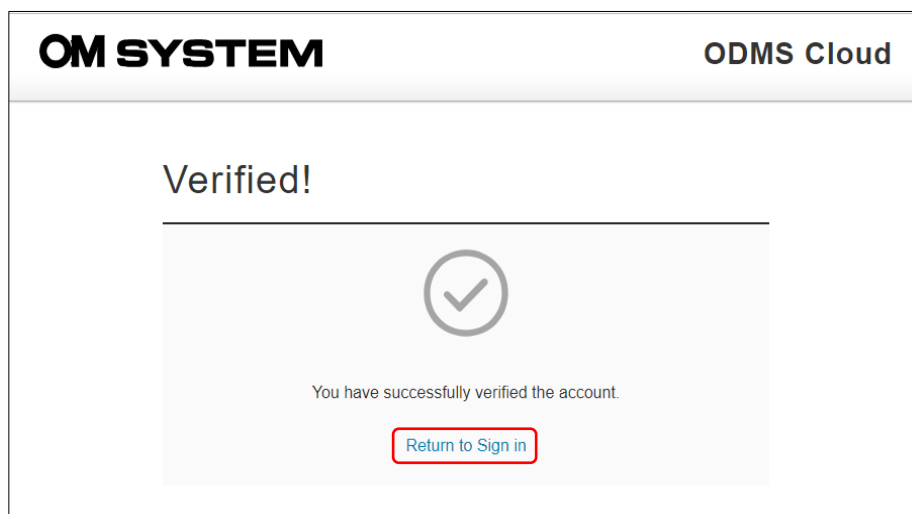 OM SYSTEM
ODMS Cloud
Verified!
You have successfully verified the account.
Return to Sign in